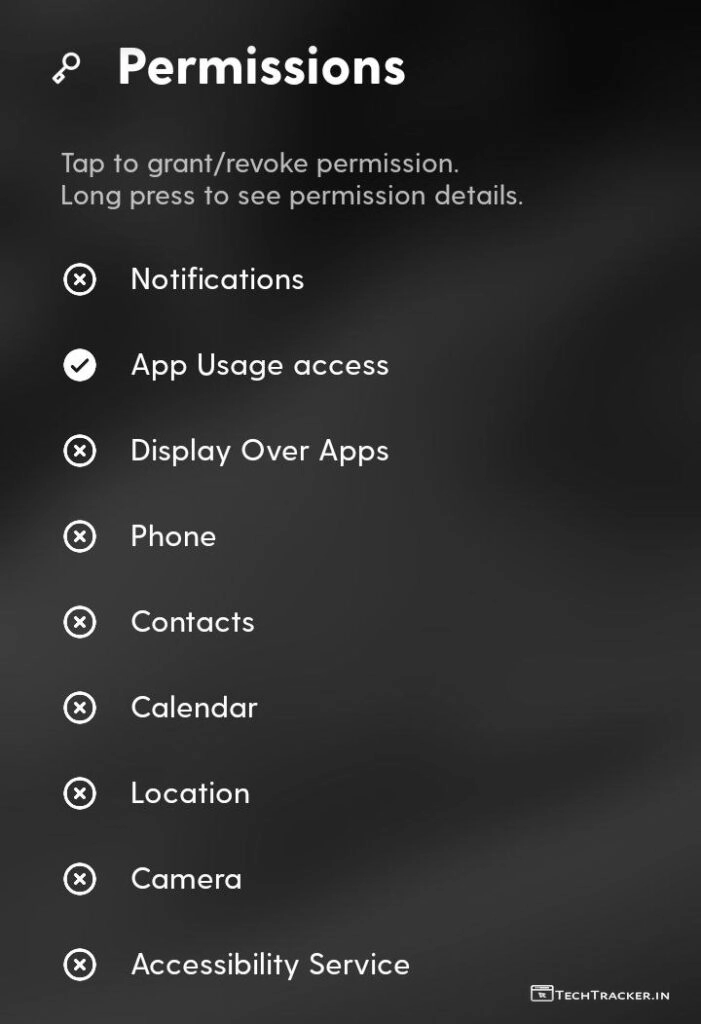 Permissions
Tap to grant/revoke permission.
Long press to see permission details.
Notifications
App Usage access
Display Over Apps
Phone
Contacts
Calendar
Location
Camera
Accessibility Service
TECHTRACKER.IN